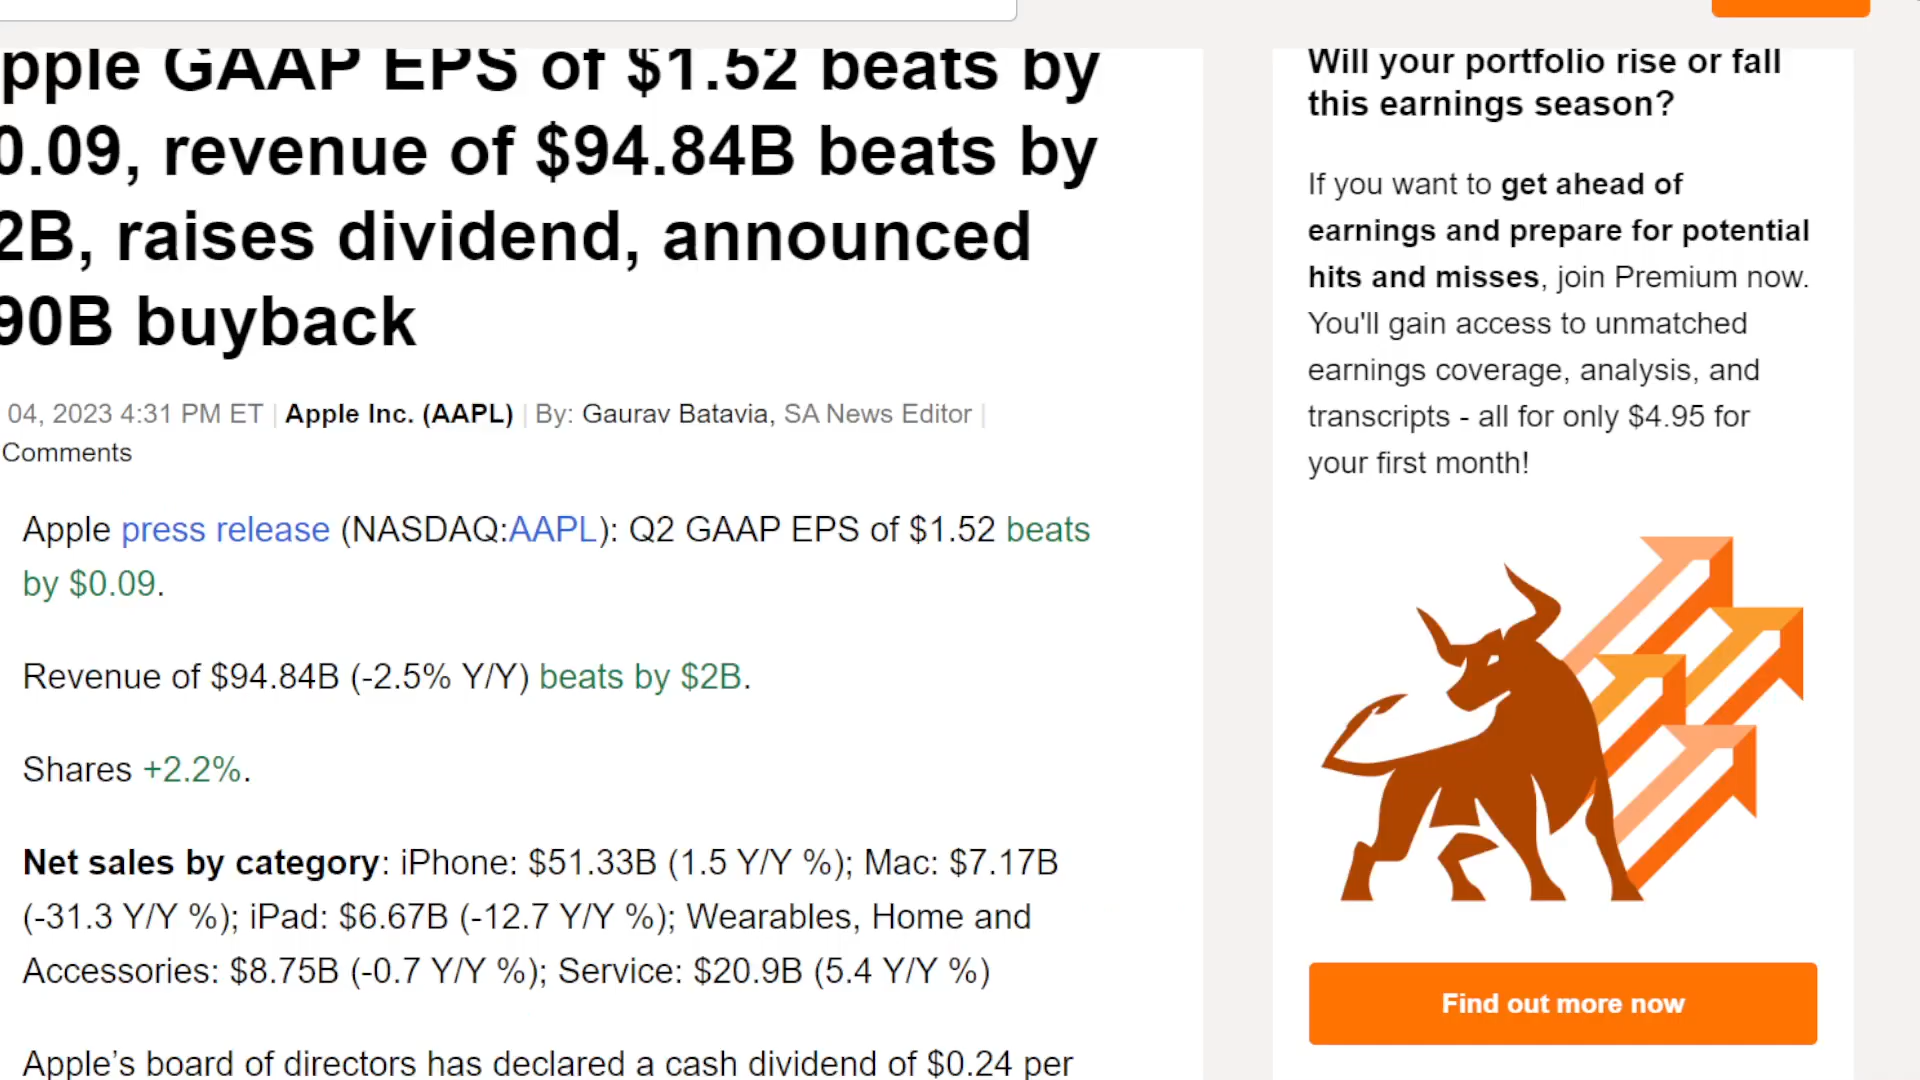 pple GAAP EPS of $1.52 beats by
0.09, revenue of $94.84B beats by
2B, raises dividend, announced
90B buyback
04, 2023 4:31 PM ET | Apple Inc. (AAPL) | By: Gaurav Batavia, SA News Editor |
Comments
Apple press release (NASDAQ:AAPL): Q2 GAAP EPS of $1.52 beats
by $0.09.
Revenue of $94.84B (-2.5% Y/Y) beats by $2B.
Shares +2.2%.
Net sales by category: iPhone: $51.33B (1.5 Y/Y %); Mac: $7.17B
(-31.3 Y/Y %); iPad: $6.67B (-12.7 Y/Y %); Wearables, Home and
Accessories: $8.75B (-0.7 Y/Y %); Service: $20.9B (5.4 Y/Y %)
Apple’s board of directors has declared a cash dividend of $0.24 per
Will your portfolio rise or fall
this earnings season?
If you want to get ahead of
earnings and prepare for potential
hits and misses, join Premium now.
You'll gain access to unmatched
earnings coverage, analysis, and
transcripts - all for only $4.95 for
your first month!
Find out more now